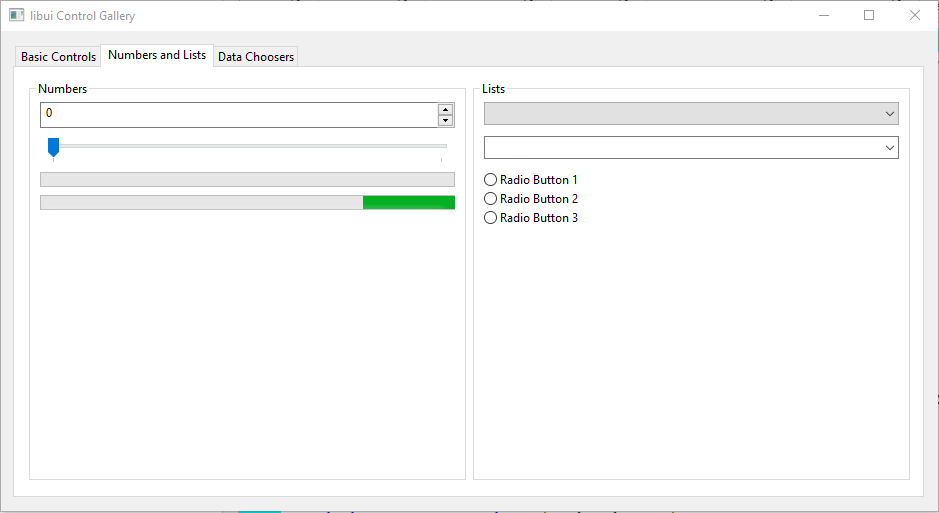 libui Control Gallery
Basic Controls Numbers and Lists Data Choosers
Numbers
0
Lists
Radio Button 1
Radio Button 2
Radio Button 3